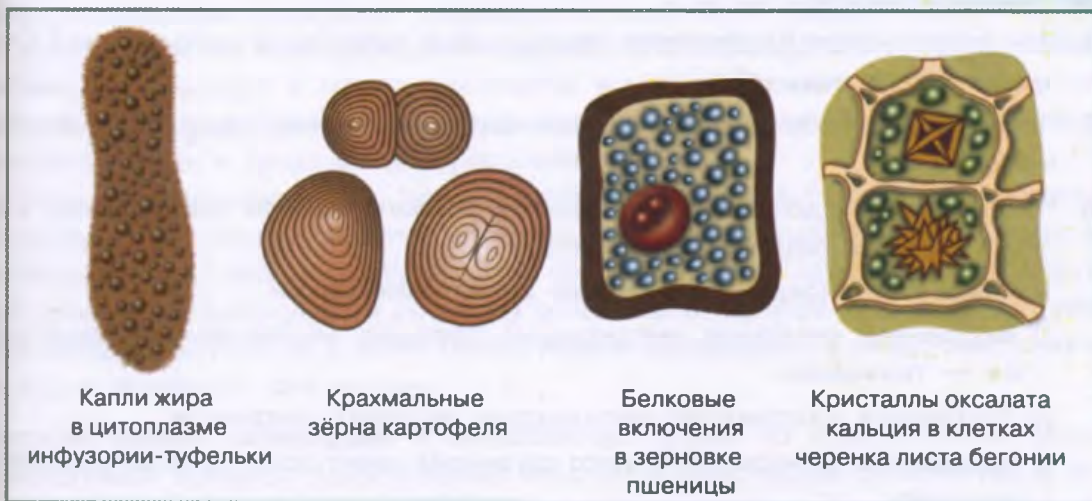 Капли жира
в цитоплазме
инфузории-туфельки
Крахмальные
зёрна картофеля
Белковые
включения
в зерновке
пшеницы
Кристаллы оксалата
кальция в клетках
черенка листа бегонии